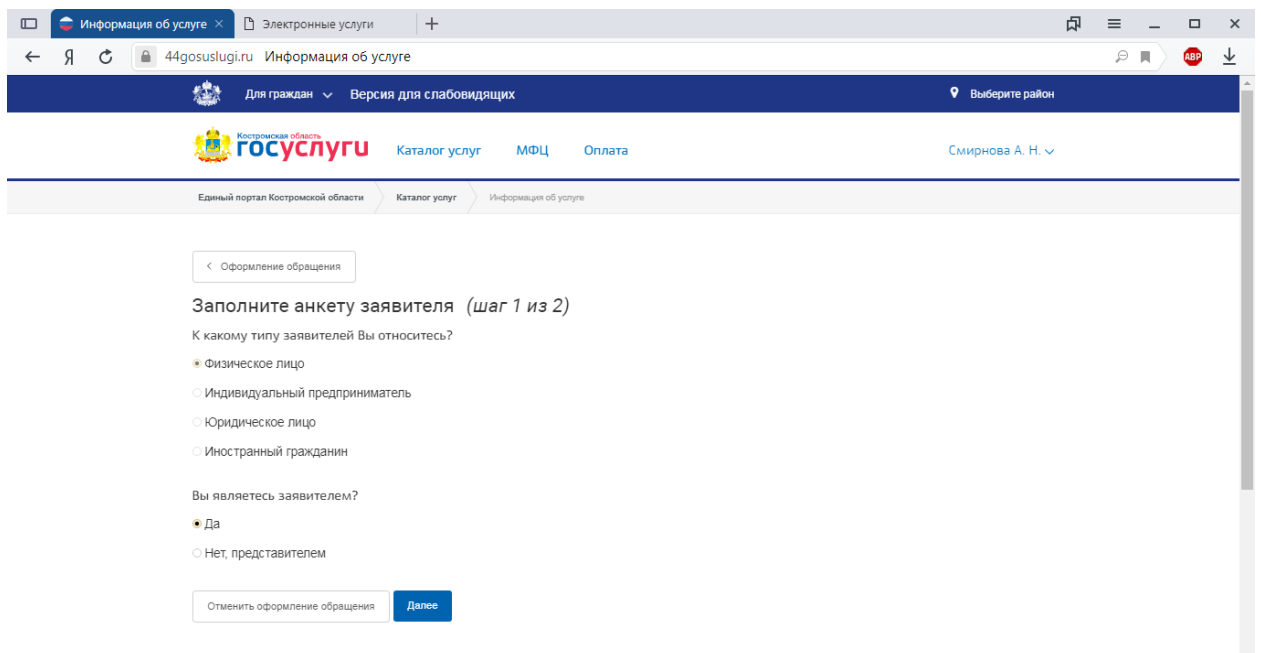 Информация об услуге
Электронные услуги
Я 44gosuslugi.ru Информация об услуге ABP
Для граждан Версия для слабовидящих Выберите район
Костромская область
госуслуги Каталог услуг МФЦ Оплата Смирнова А. Н.
Единый портал Костромской области Каталог услуг Информация об услуге
Оформление обращения
Заполните анкету заявителя (шаг 1 из 2)
К какому типу заявителей Вы относитесь?
Физическое лицо
Индивидуальный предприниматель
Юридическое лицо
Иностранный гражданин
Вы являетесь заявителем?
Да
Нет, представителем
Отменить оформление обращения Далее